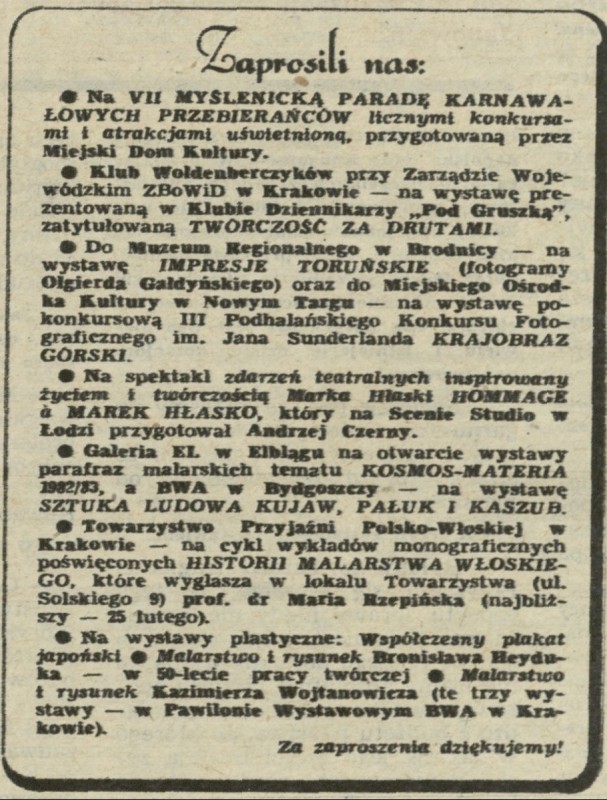 Zaprosili nas:
● Na VII MYŚLENICKĄ PARADĘ KARNAWA-
ŁOWYCH PRZEBIERAŃCÓW licznymi konkursa-
mi i atrakcjami uświetnioną, przygotowaną przez
Miejski Dom Kultury.
● Klub Woldenberczyków przy Zarządzie Woje-
wódzkim ZBoWiD w Krakowie — na wystawę pre-
zentowaną w Klubie Dziennikarzy „Pod Gruszką”,
zatytułowaną TWÓRCZOŚĆ ZA DRUTAMI.
● Do Muzeum Regionalnego w Brodnicy — na
wystawę IMPRESJE TORUŃSKIE (fotogramy
Olgierda Gałdyńskiego) oraz do Miejskiego Ośrod-
ka Kultury w Nowym Targu — na wystawę po-
konkursową III Podhalańskiego Konkursu Foto-
graficznego im. Jana Sunderlanda KRAJOBRAZ
GÓRSKI.
● Na spektakl zdarzeń teatralnych inspirowany
życiem i twórczością Marka Hłaski HOMMAGE
à MAREK HŁASKO, który na Scenie Studio w
Łodzi przygotował Andrzej Czerny.
● Galeria EL w Elblągu na otwarcie wystawy
parafraz malarskich tematu KOSMOS-MATERIA
1982/83, a BWA w Bydgoszczy — na wystawę
SZTUKA LUDOWA KUJAW, PAŁUK I KASZUB.
● Towarzystwo Przyjaźni Polsko-Włoskiej w
Krakowie — na cykl wykładów monograficznych
poświęconych HISTORII MALARSTWA WŁOSKIE-
GO, które wygłasza w lokalu Towarzystwa (ul.
Solskiego 9) prof. dr Maria Rzepińska (najbliż-
szy — 25 lutego).
● Na wystawy plastyczne: Współczesny plakat
japoński ● Malarstwo i rysunek Bronisława Heydu-
ka — w 50-lecie pracy twórczej ● Malarstwo
i rysunek Kazimierza Wojtanowicza (te trzy wy-
stawy — w Pawilonie Wystawowym BWA w Kra-
kowie).
Za zaproszenia dziękujemy!